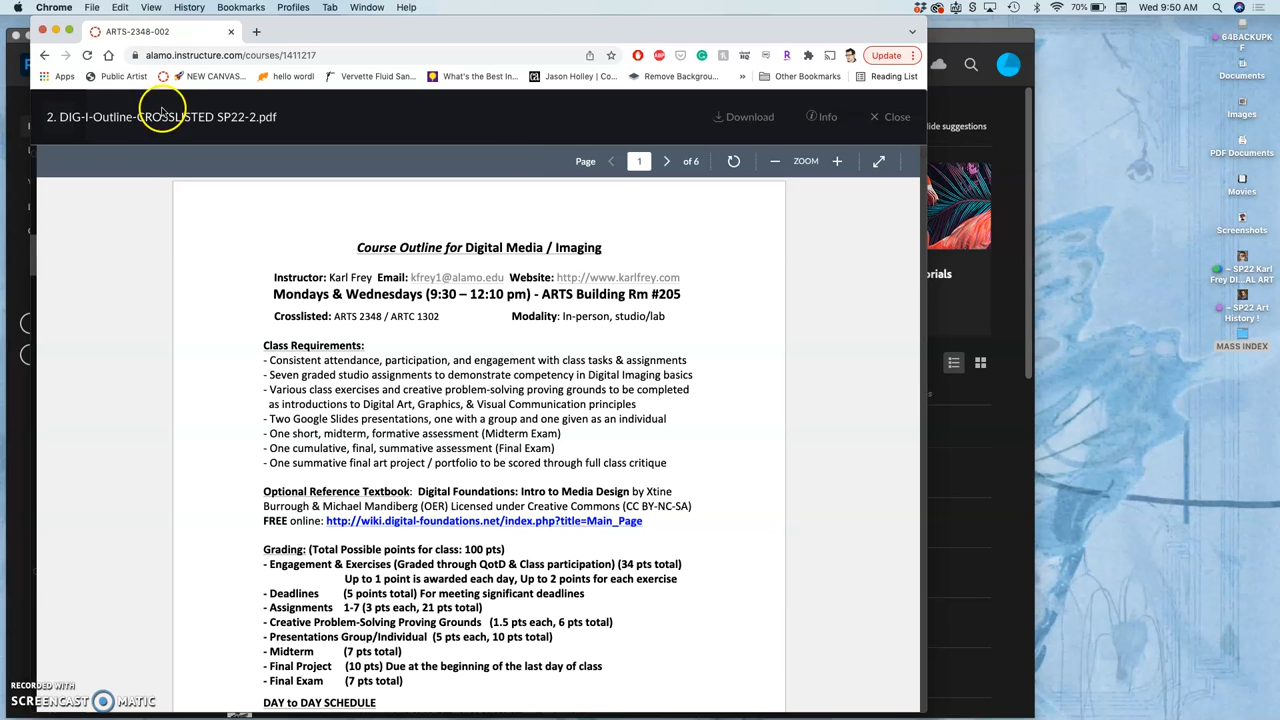 Chrome File Edit View History Bookmarks Profiles Tab Window Help 70% Wed 9:50 AM
ARTS-2348-002
alamo.instructure.com/courses/1411217 Update
Apps Public Artist NEW CANVAS... hello word! Vervette Fluid San... What's the Best In... Jason Holley | Co... Remove Backgrou... » Other Bookmarks Reading List
2. DIG-I-Outline-CROSSLISTED SP22-2.pdf Download Info Close
Page 1 of 6 ZOOM
Course Outline for Digital Media / Imaging
Instructor: Karl Frey Email: kfrey1@alamo.edu Website: http://www.karlfrey.com
Mondays & Wednesdays (9:30 – 12:10 pm) - ARTS Building Rm #205
Crosslisted: ARTS 2348 / ARTC 1302 Modality: In-person, studio/lab
Class Requirements:
- Consistent attendance, participation, and engagement with class tasks & assignments
- Seven graded studio assignments to demonstrate competency in Digital Imaging basics
- Various class exercises and creative problem-solving proving grounds to be completed
as introductions to Digital Art, Graphics, & Visual Communication principles
- Two Google Slides presentations, one with a group and one given as an individual
- One short, midterm, formative assessment (Midterm Exam)
- One cumulative, final, summative assessment (Final Exam)
- One summative final art project / portfolio to be scored through full class critique
Optional Reference Textbook: Digital Foundations: Intro to Media Design by Xtine
Burrough & Michael Mandiberg (OER) Licensed under Creative Commons (CC BY-NC-SA)
FREE online: http://wiki.digital-foundations.net/index.php?title=Main_Page
Grading: (Total Possible points for class: 100 pts)
- Engagement & Exercises (Graded through QotD & Class participation) (34 pts total)
Up to 1 point is awarded each day, Up to 2 points for each exercise
- Deadlines (5 points total) For meeting significant deadlines
- Assignments 1-7 (3 pts each, 21 pts total)
- Creative Problem-Solving Proving Grounds (1.5 pts each, 6 pts total)
- Presentations Group/Individual (5 pts each, 10 pts total)
- Midterm (7 pts total)
- Final Project (10 pts) Due at the beginning of the last day of class
- Final Exam (7 pts total)
DAY to DAY SCHEDULE
lide suggestions
orials
64BACKUPK
F
Documents
Images
PDF Documents
Movies
Screenshots
~ SP22 Karl
Frey DI...AL ART
~ SP22 Art
History !
MASS INDEX
RECORDED WITH
SCREENCAST MATIC